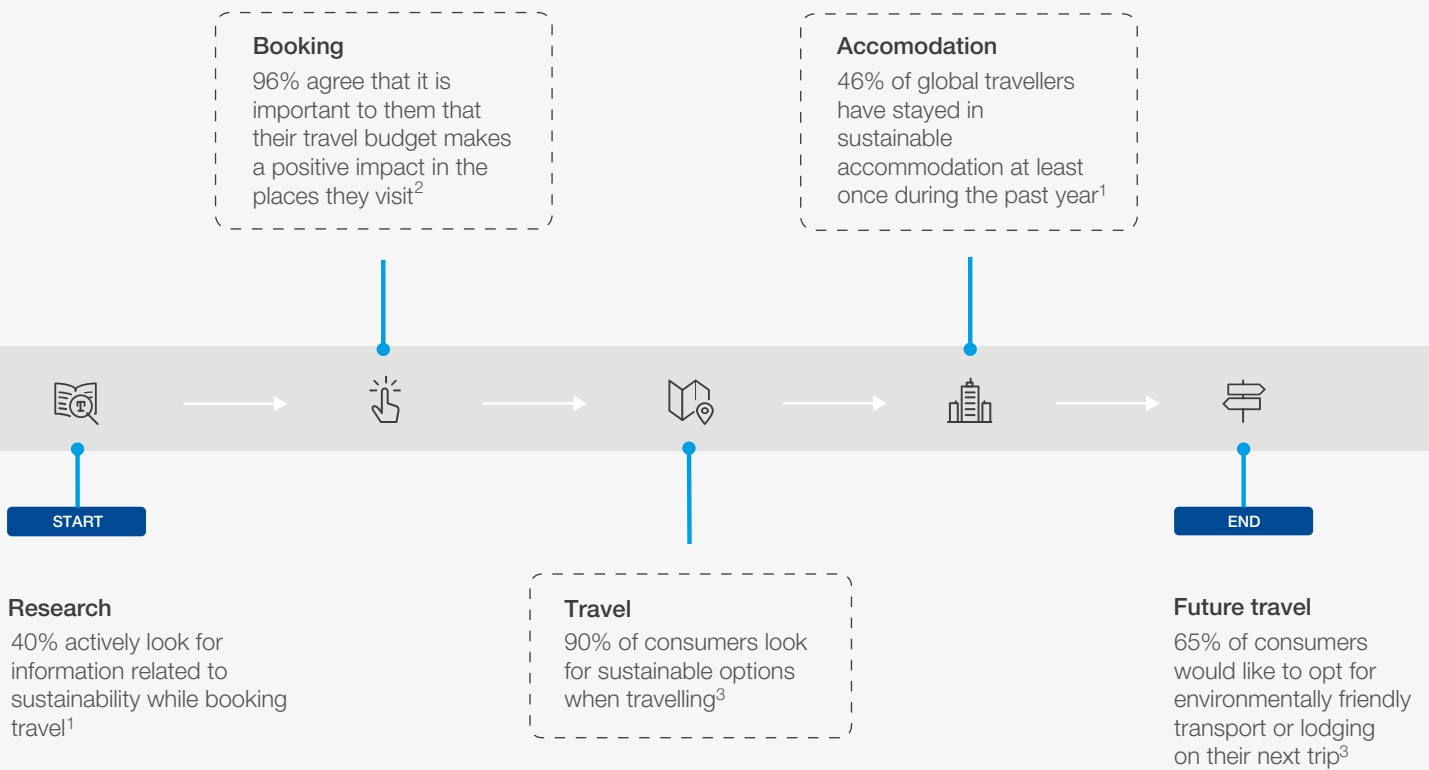 Booking
96% agree that it is
important to them that
their travel budget makes
a positive impact in the
places they visit2
Accomodation
46% of global travellers
have stayed in
sustainable
accommodation at least
once during the past year1
T
START
END
Research
40% actively look for
information related to
sustainability while booking
travel1
Travel
90% of consumers look
for sustainable options
when travelling3
Future travel
65% of consumers
would like to opt for
environmentally friendly
transport or lodging
on their next trip3